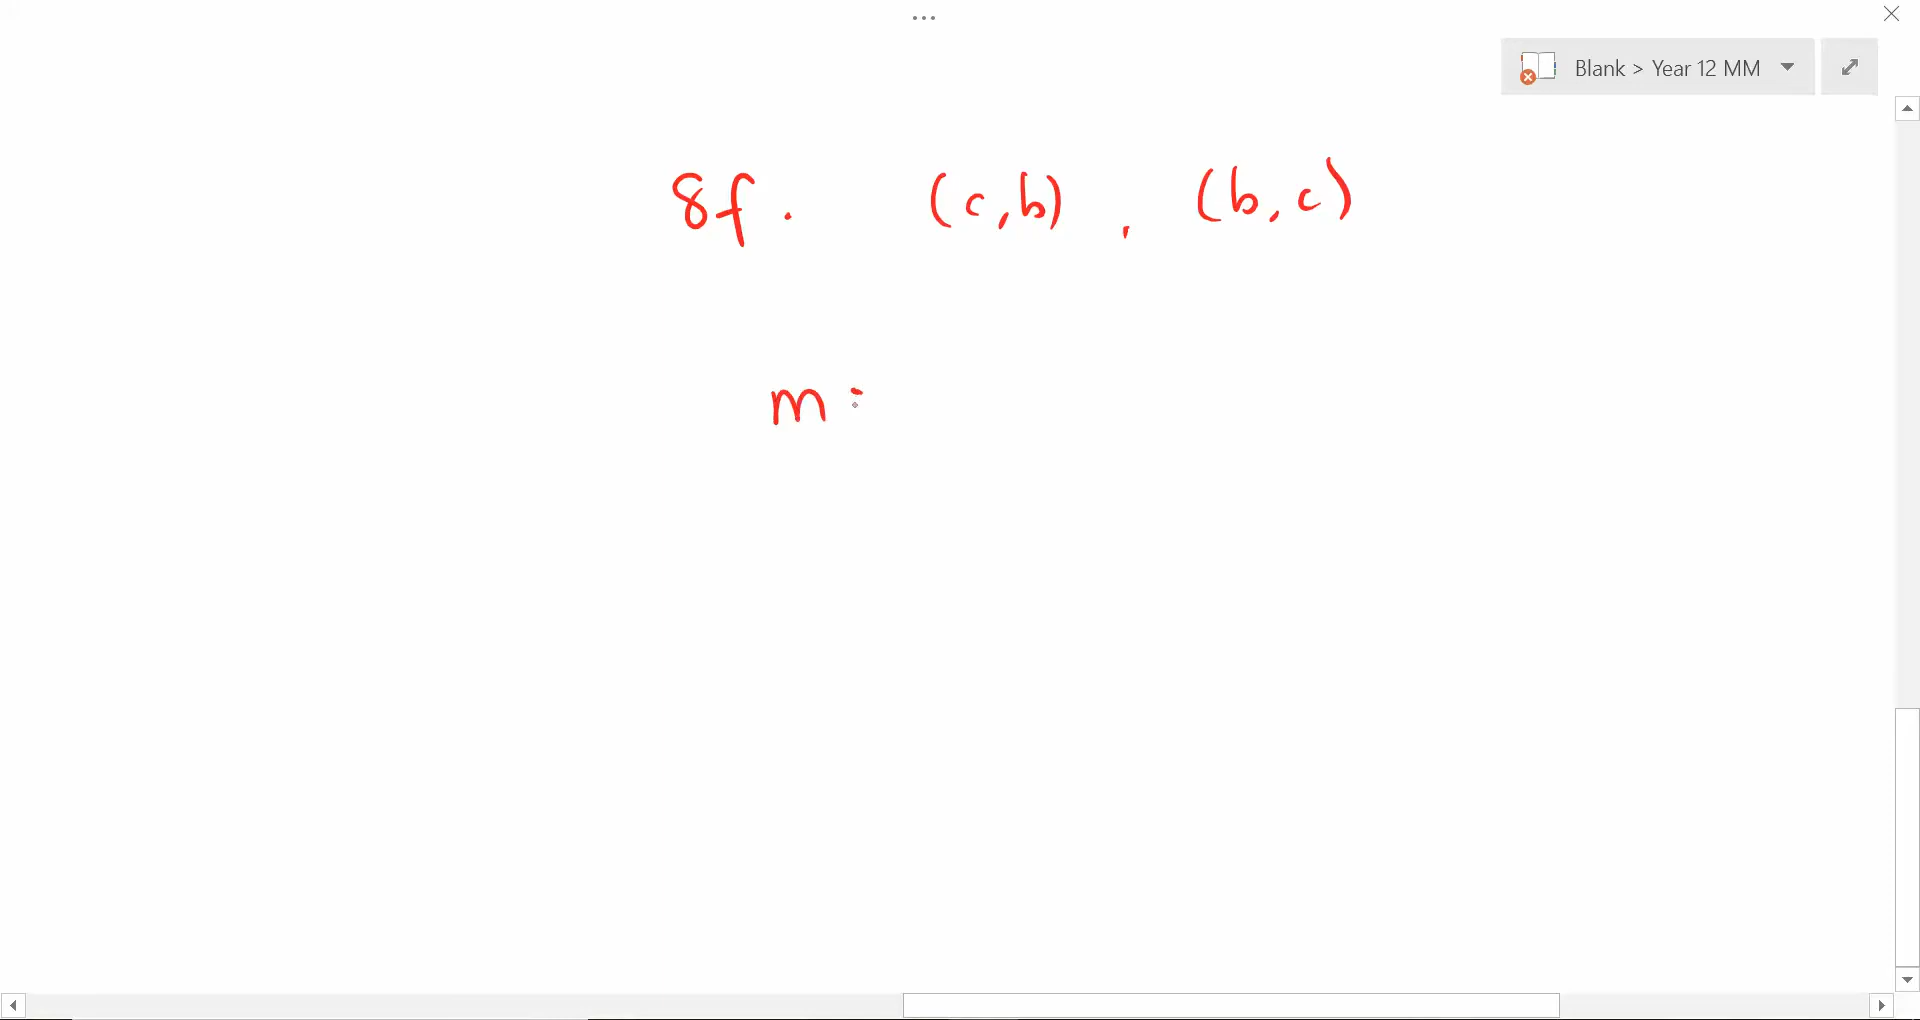 ...
Blank > Year 12 MM
8f. (c,b) , (b,c)
m =